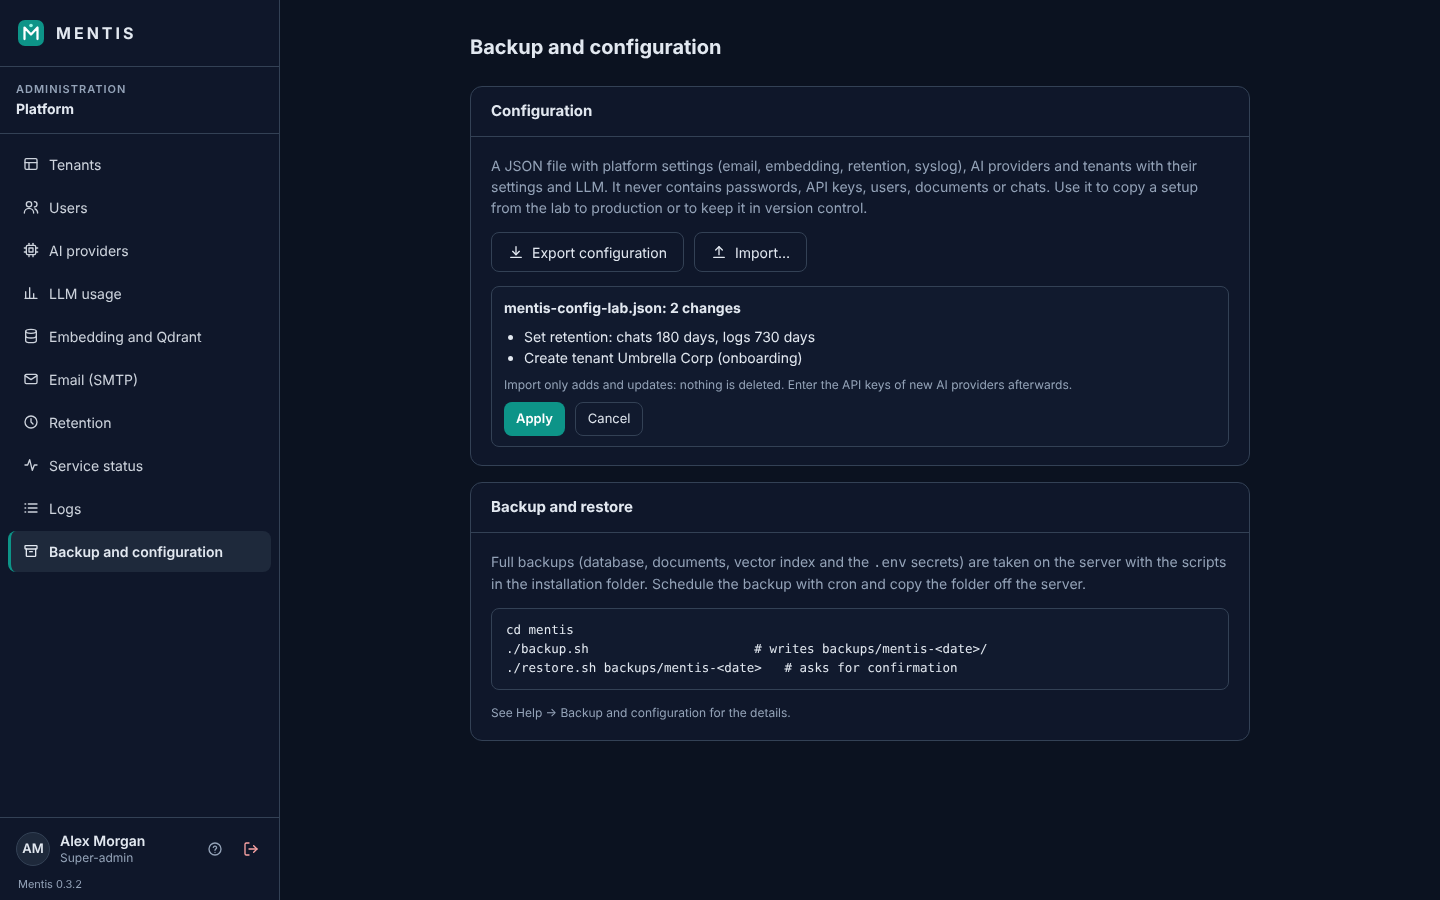 MENTIS
ADMINISTRATION
Platform
Tenants
Users
AI providers
LLM usage
Embedding and Qdrant
Email (SMTP)
Retention
Service status
Logs
Backup and configuration
AM
Alex Morgan
Super-admin
Mentis 0.3.2
Backup and configuration
Configuration
A JSON file with platform settings (email, embedding, retention, syslog), AI providers and tenants with their
settings and LLM. It never contains passwords, API keys, users, documents or chats. Use it to copy a setup
from the lab to production or to keep it in version control.
Export configuration
Import...
mentis-config-lab.json: 2 changes
• Set retention: chats 180 days, logs 730 days
• Create tenant Umbrella Corp (onboarding)
Import only adds and updates: nothing is deleted. Enter the API keys of new AI providers afterwards.
Apply
Cancel
Backup and restore
Full backups (database, documents, vector index and the .env secrets) are taken on the server with the scripts
in the installation folder. Schedule the backup with cron and copy the folder off the server.
cd mentis
./backup.sh                      # writes backups/mentis-<date>/
./restore.sh backups/mentis-<date>   # asks for confirmation
See Help → Backup and configuration for the details.